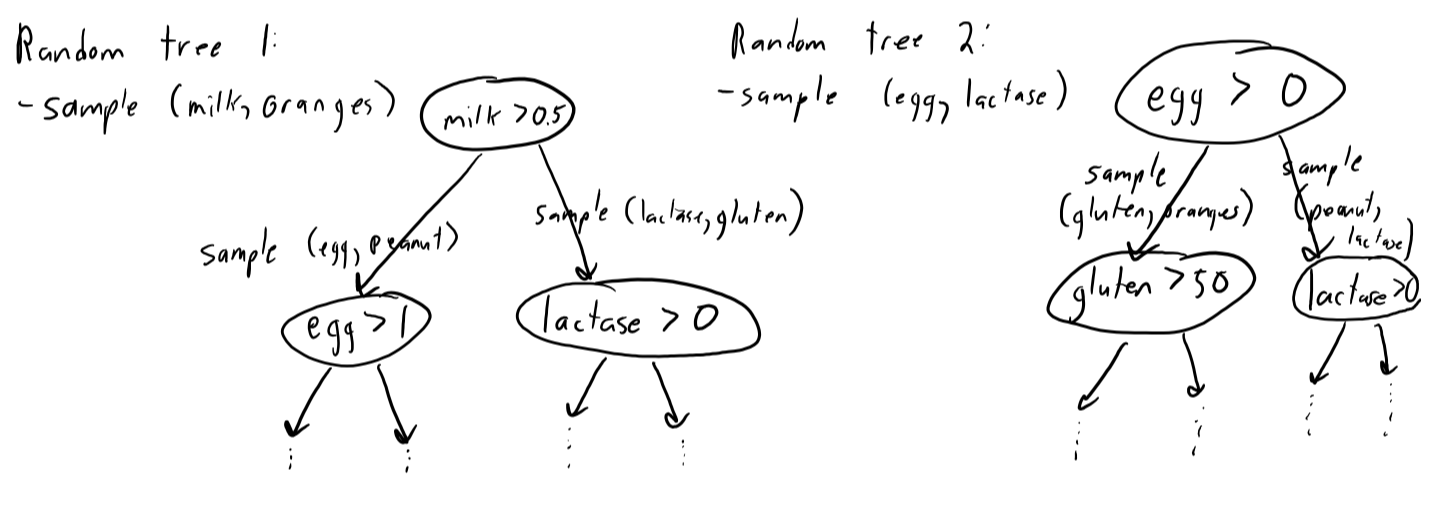 Random tree 1:
- sample (milk, oranges)
milk > 0.5
sample (egg, peanut)
sample (lactase, gluten)
egg > 1
lactase > 0
Random tree 2:
- sample (egg, lactase)
egg > 0
sample
(gluten, oranges)
sample
(peanut,
lactase)
gluten > 50
lactase > 0